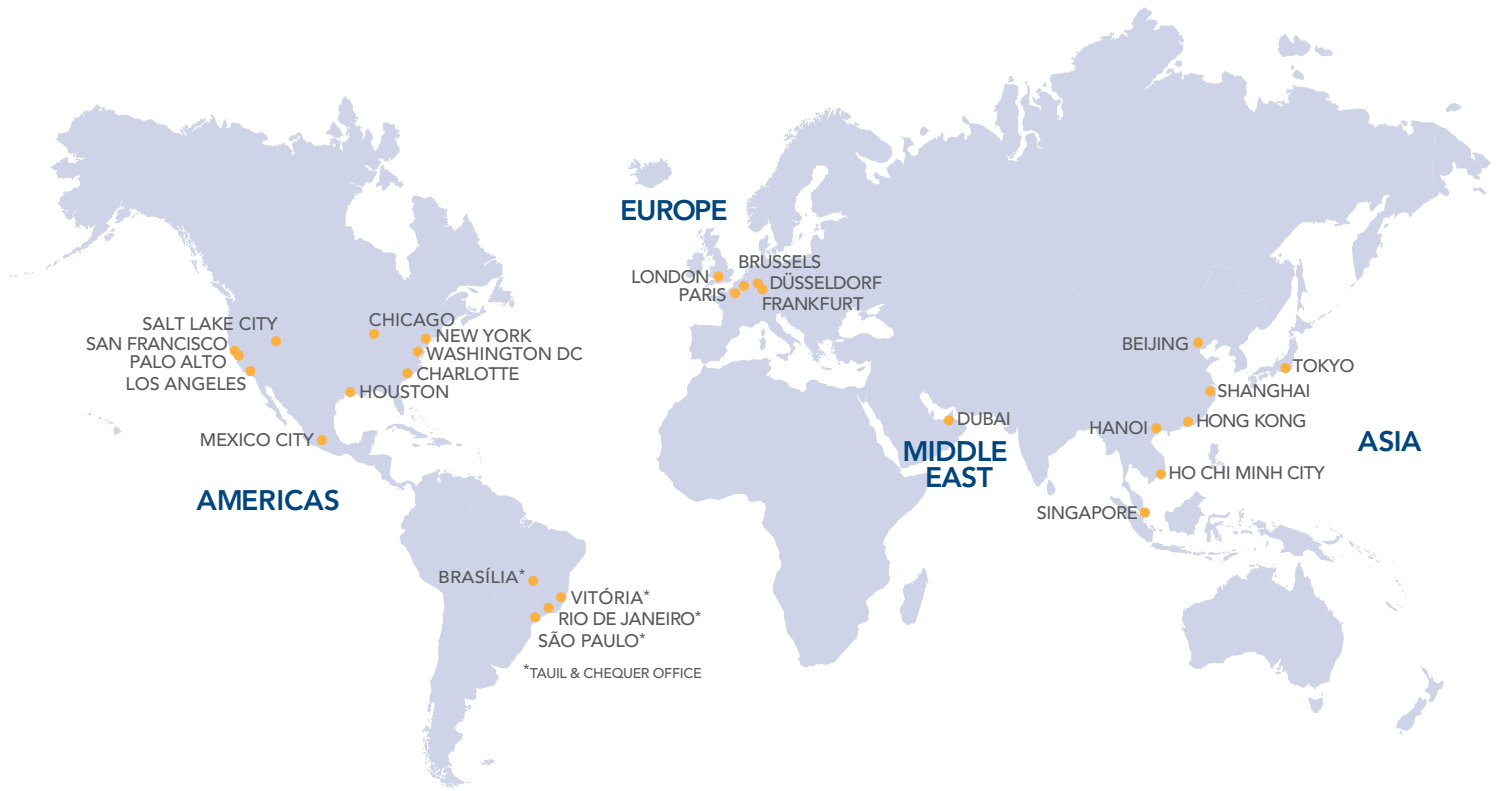 EUROPE
BRUSSELS
LONDON
DÜSSELDORF
PARIS
FRANKFURT
SALT LAKE CITY
CHICAGO
SAN FRANCISCO
NEW YORK
PALO ALTO
WASHINGTON DC
LOS ANGELES
CHARLOTTE
HOUSTON
MEXICO CITY
AMERICAS
BRASÍLIA*
VITÓRIA*
RIO DE JANEIRO*
SÃO PAULO*
*TAUIL & CHEQUER OFFICE
DUBAI
MIDDLE
EAST
BEIJING
TOKYO
SHANGHAI
HONG KONG
HANOI
ASIA
HO CHI MINH CITY
SINGAPORE